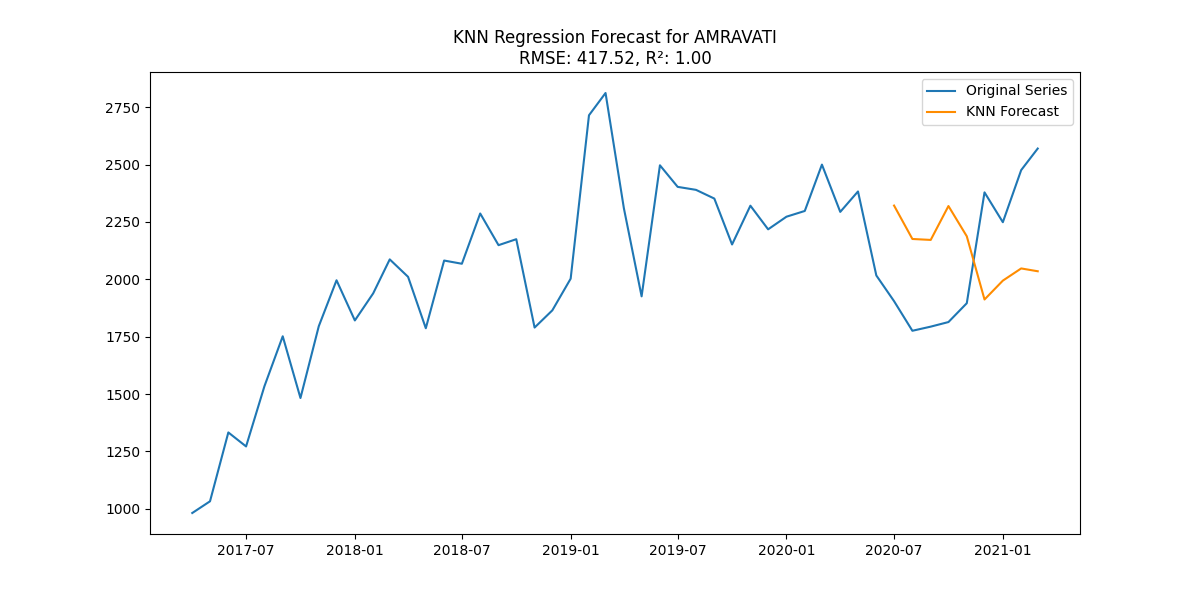 KNN Regression Forecast for AMRAVATI
RMSE: 417.52, R²: 1.00
Original Series
KNN Forecast
2750
2500
2250
2000
1750
1500
1250
1000
2017-07 2018-01 2018-07 2019-01 2019-07 2020-01 2020-07 2021-01